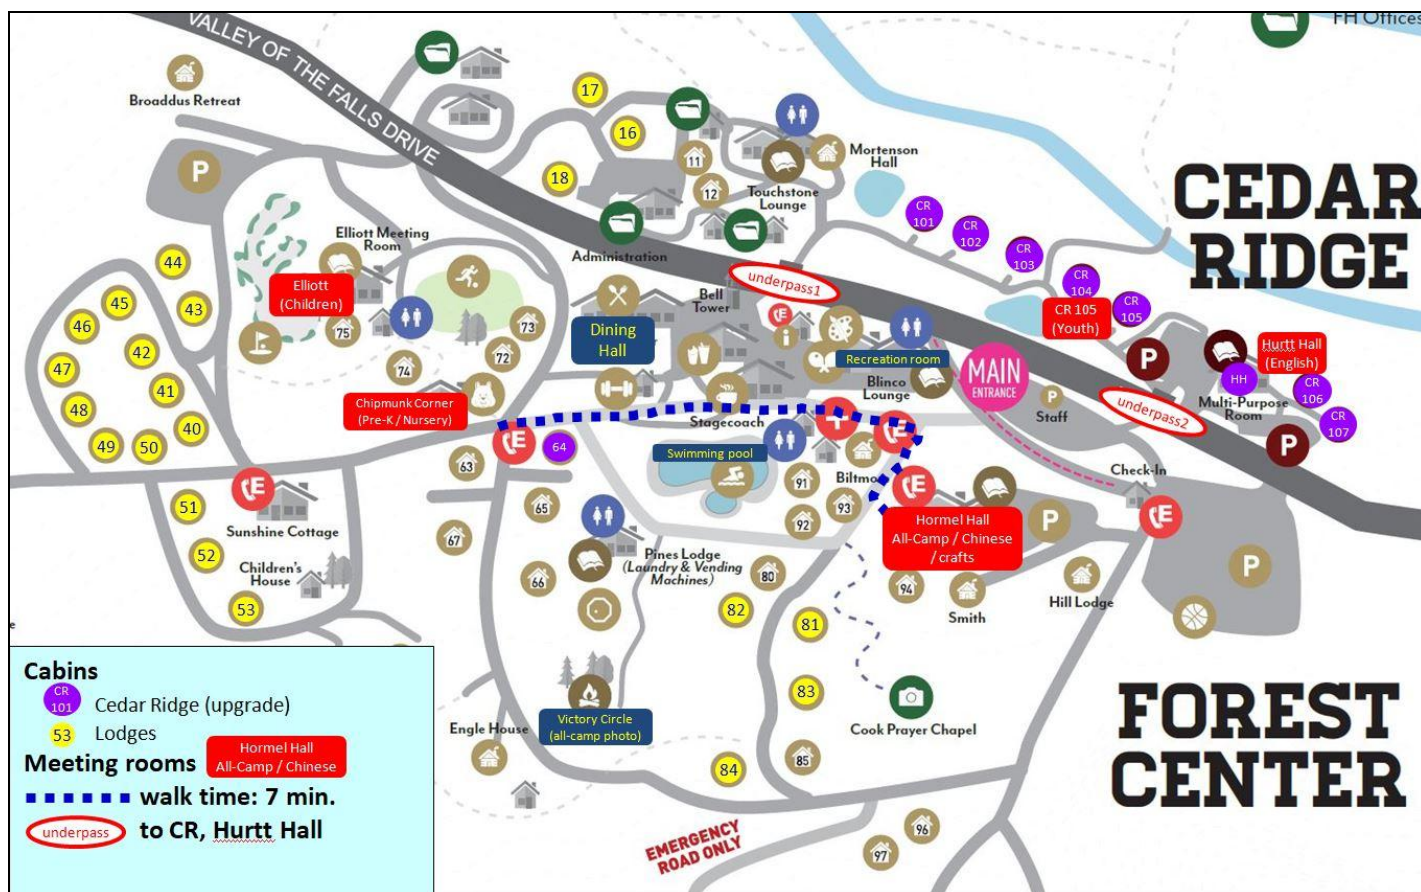 FH Offices
VALLEY OF THE FALLS DRIVE
Broaddus Retreat
P
17
16
18
11
12
Mortenson
Hall
Touchstone
Lounge
Administration
CEDAR
RIDGE
CR
101
CR
102
CR
103
CR
104
CR
105
CR 105
(Youth)
underpass1
Elliott Meeting
Room
Elliott
(Children)
44
45
43
46
42
47
41
48
40
49
50
75
74
73
72
Bell
Tower
Dining
Hall
i
E
Recreation room
Blinco
Lounge
MAIN
ENTRANCE
P
Staff
underpass2
P
Hurtt Hall
(English)
HH
Multi-Purpose
Room
CR
106
CR
107
P
Chipmunk Corner
(Pre-K / Nursery)
Stagecoach
E
64
63
E
Swimming pool
91
Biltmo
92
93
E
Check-In
E
Hormel Hall
All-Camp / Chinese
/ crafts
P
P
E
Sunshine Cottage
51
52
Children's
House
53
65
67
66
Pines Lodge
(Laundry & Vending
Machines)
80
82
81
94
Smith
Hill Lodge
83
Cook Prayer Chapel
Victory Circle
(all-camp photo)
Engle House
84
85
96
97
EMERGENCY
ROAD ONLY
FOREST
CENTER
e
Cabins
CR
101
Cedar Ridge (upgrade)
53
Lodges
Meeting rooms
Hormel Hall
All-Camp / Chinese
walk time: 7 min.
underpass
to CR, Hurtt Hall